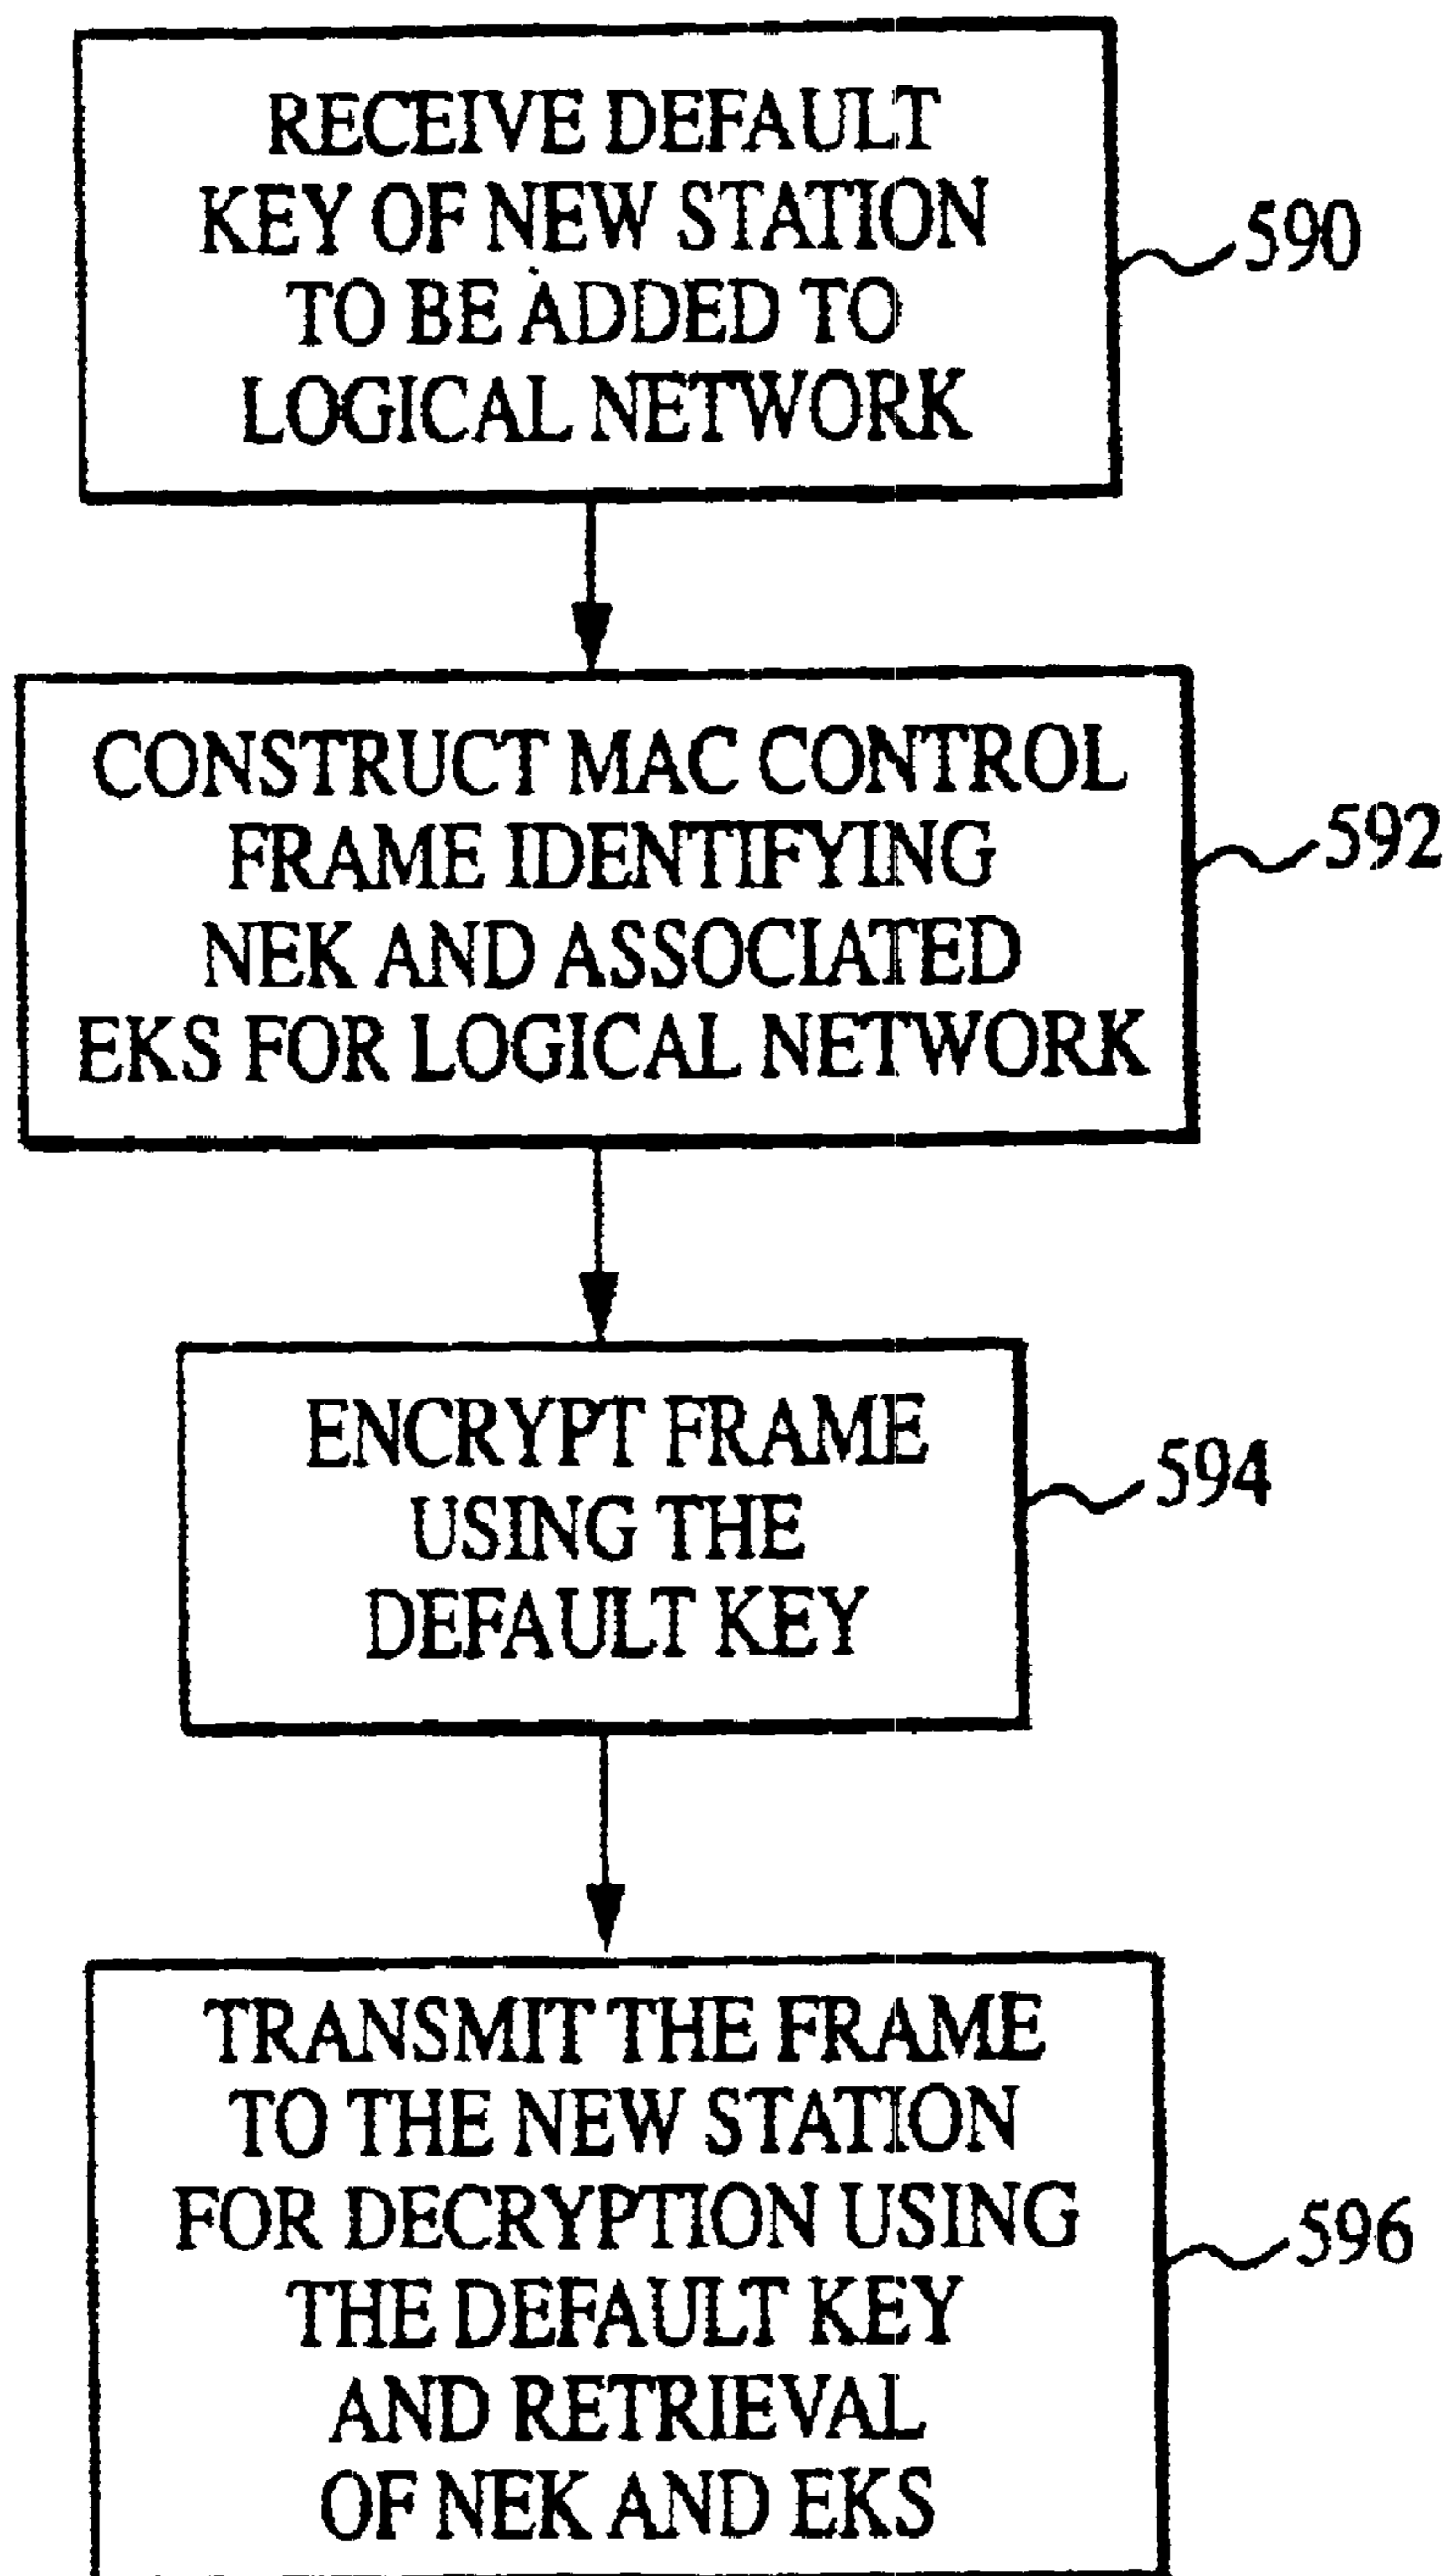 RECEIVE DEFAULT
KEY OF NEW STATION
TO BE ADDED TO
LOGICAL NETWORK
590
CONSTRUCT MAC CONTROL
FRAME IDENTIFYING
NEK AND ASSOCIATED
EKS FOR LOGICAL NETWORK
592
ENCRYPT FRAME
USING THE
DEFAULT KEY
594
TRANSMIT THE FRAME
TO THE NEW STATION
FOR DECRYPTION USING
THE DEFAULT KEY
AND RETRIEVAL
OF NEK AND EKS
596